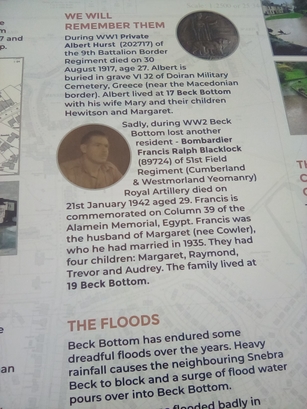 WE WILL
REMEMBER THEM
During WW1 Private
Albert Hurst (202717) of
the 9th Battalion Border
Regiment died on 30
August 1917, age 27. Albert is
buried in grave VI 32 of Doiran Military
Cemetery, Greece (near the Macedonian
border). Albert lived at 17 Beck Bottom
with his wife Mary and their children
Hewitson and Margaret.
Sadly, during WW2 Beck
Bottom lost another
resident - Bombardier
Francis Ralph Blacklock
(89724) of 51st Field
Regiment (Cumberland
& Westmorland Yeomanry)
Royal Artillery died on
21st January 1942 aged 29. Francis is
commemorated on Column 39 of the
Alamein Memorial, Egypt. Francis was
the husband of Margaret (nee Cowler),
who he had married in 1935. They had
four children: Margaret, Raymond,
Trevor and Audrey. The family lived at
19 Beck Bottom.
THE FLOODS
Beck Bottom has endured some
dreadful floods over the years. Heavy
rainfall causes the neighbouring Snebra
Beck to block and a surge of flood water
pours over into Beck Bottom.
flooded badly in